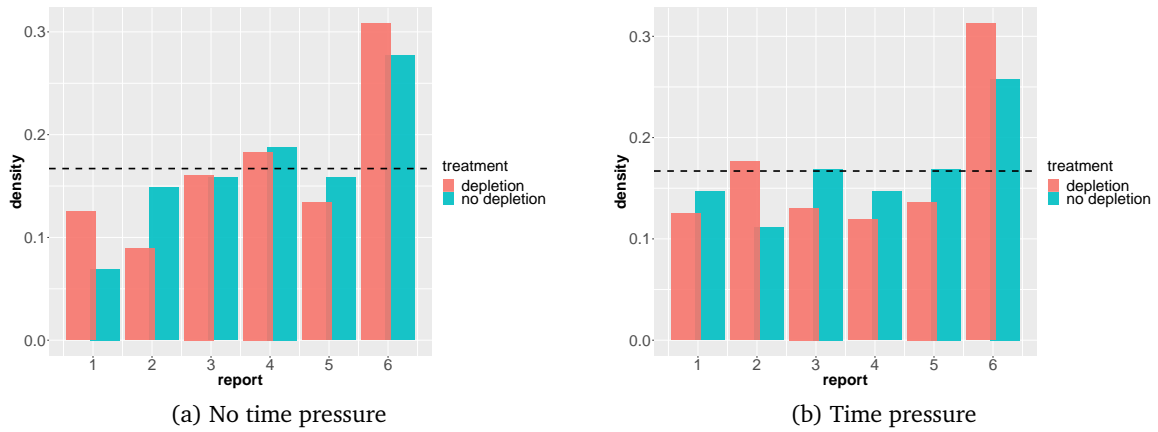 0.3
0.2
0.1
0.0
density
1 2 3 4 5 6
report
treatment
depletion
no depletion
(a) No time pressure
0.3
0.2
0.1
0.0
density
1 2 3 4 5 6
report
treatment
depletion
no depletion
(b) Time pressure